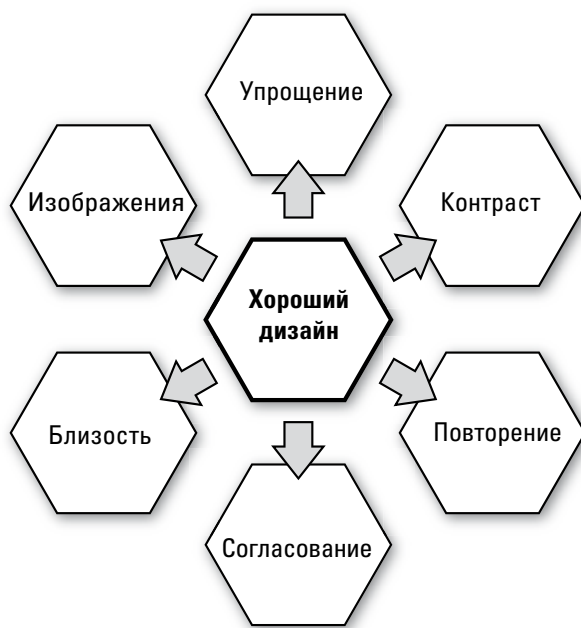 Упрощение
Изображения
Контраст
Хороший
дизайн
Близость
Повторение
Согласование